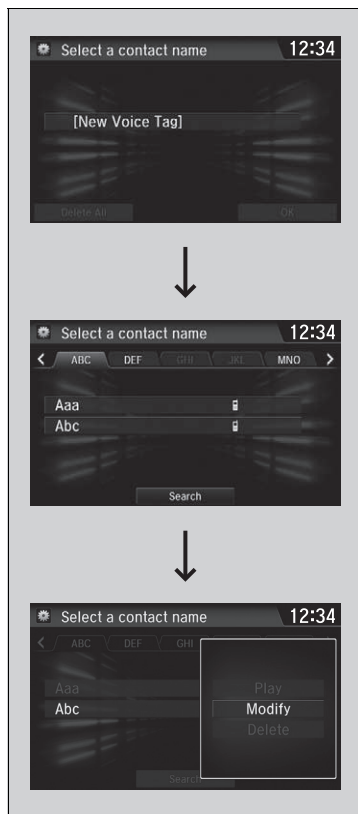 Select a contact name 12:34
[New Voice Tag]
Delete All OK
Select a contact name 12:34
ABC DEF GHI JKL MNO
Aaa
Abc
Search
Select a contact name 12:34
ABC DEF GHI
Aaa Play
Abc Modify
Delete
Search